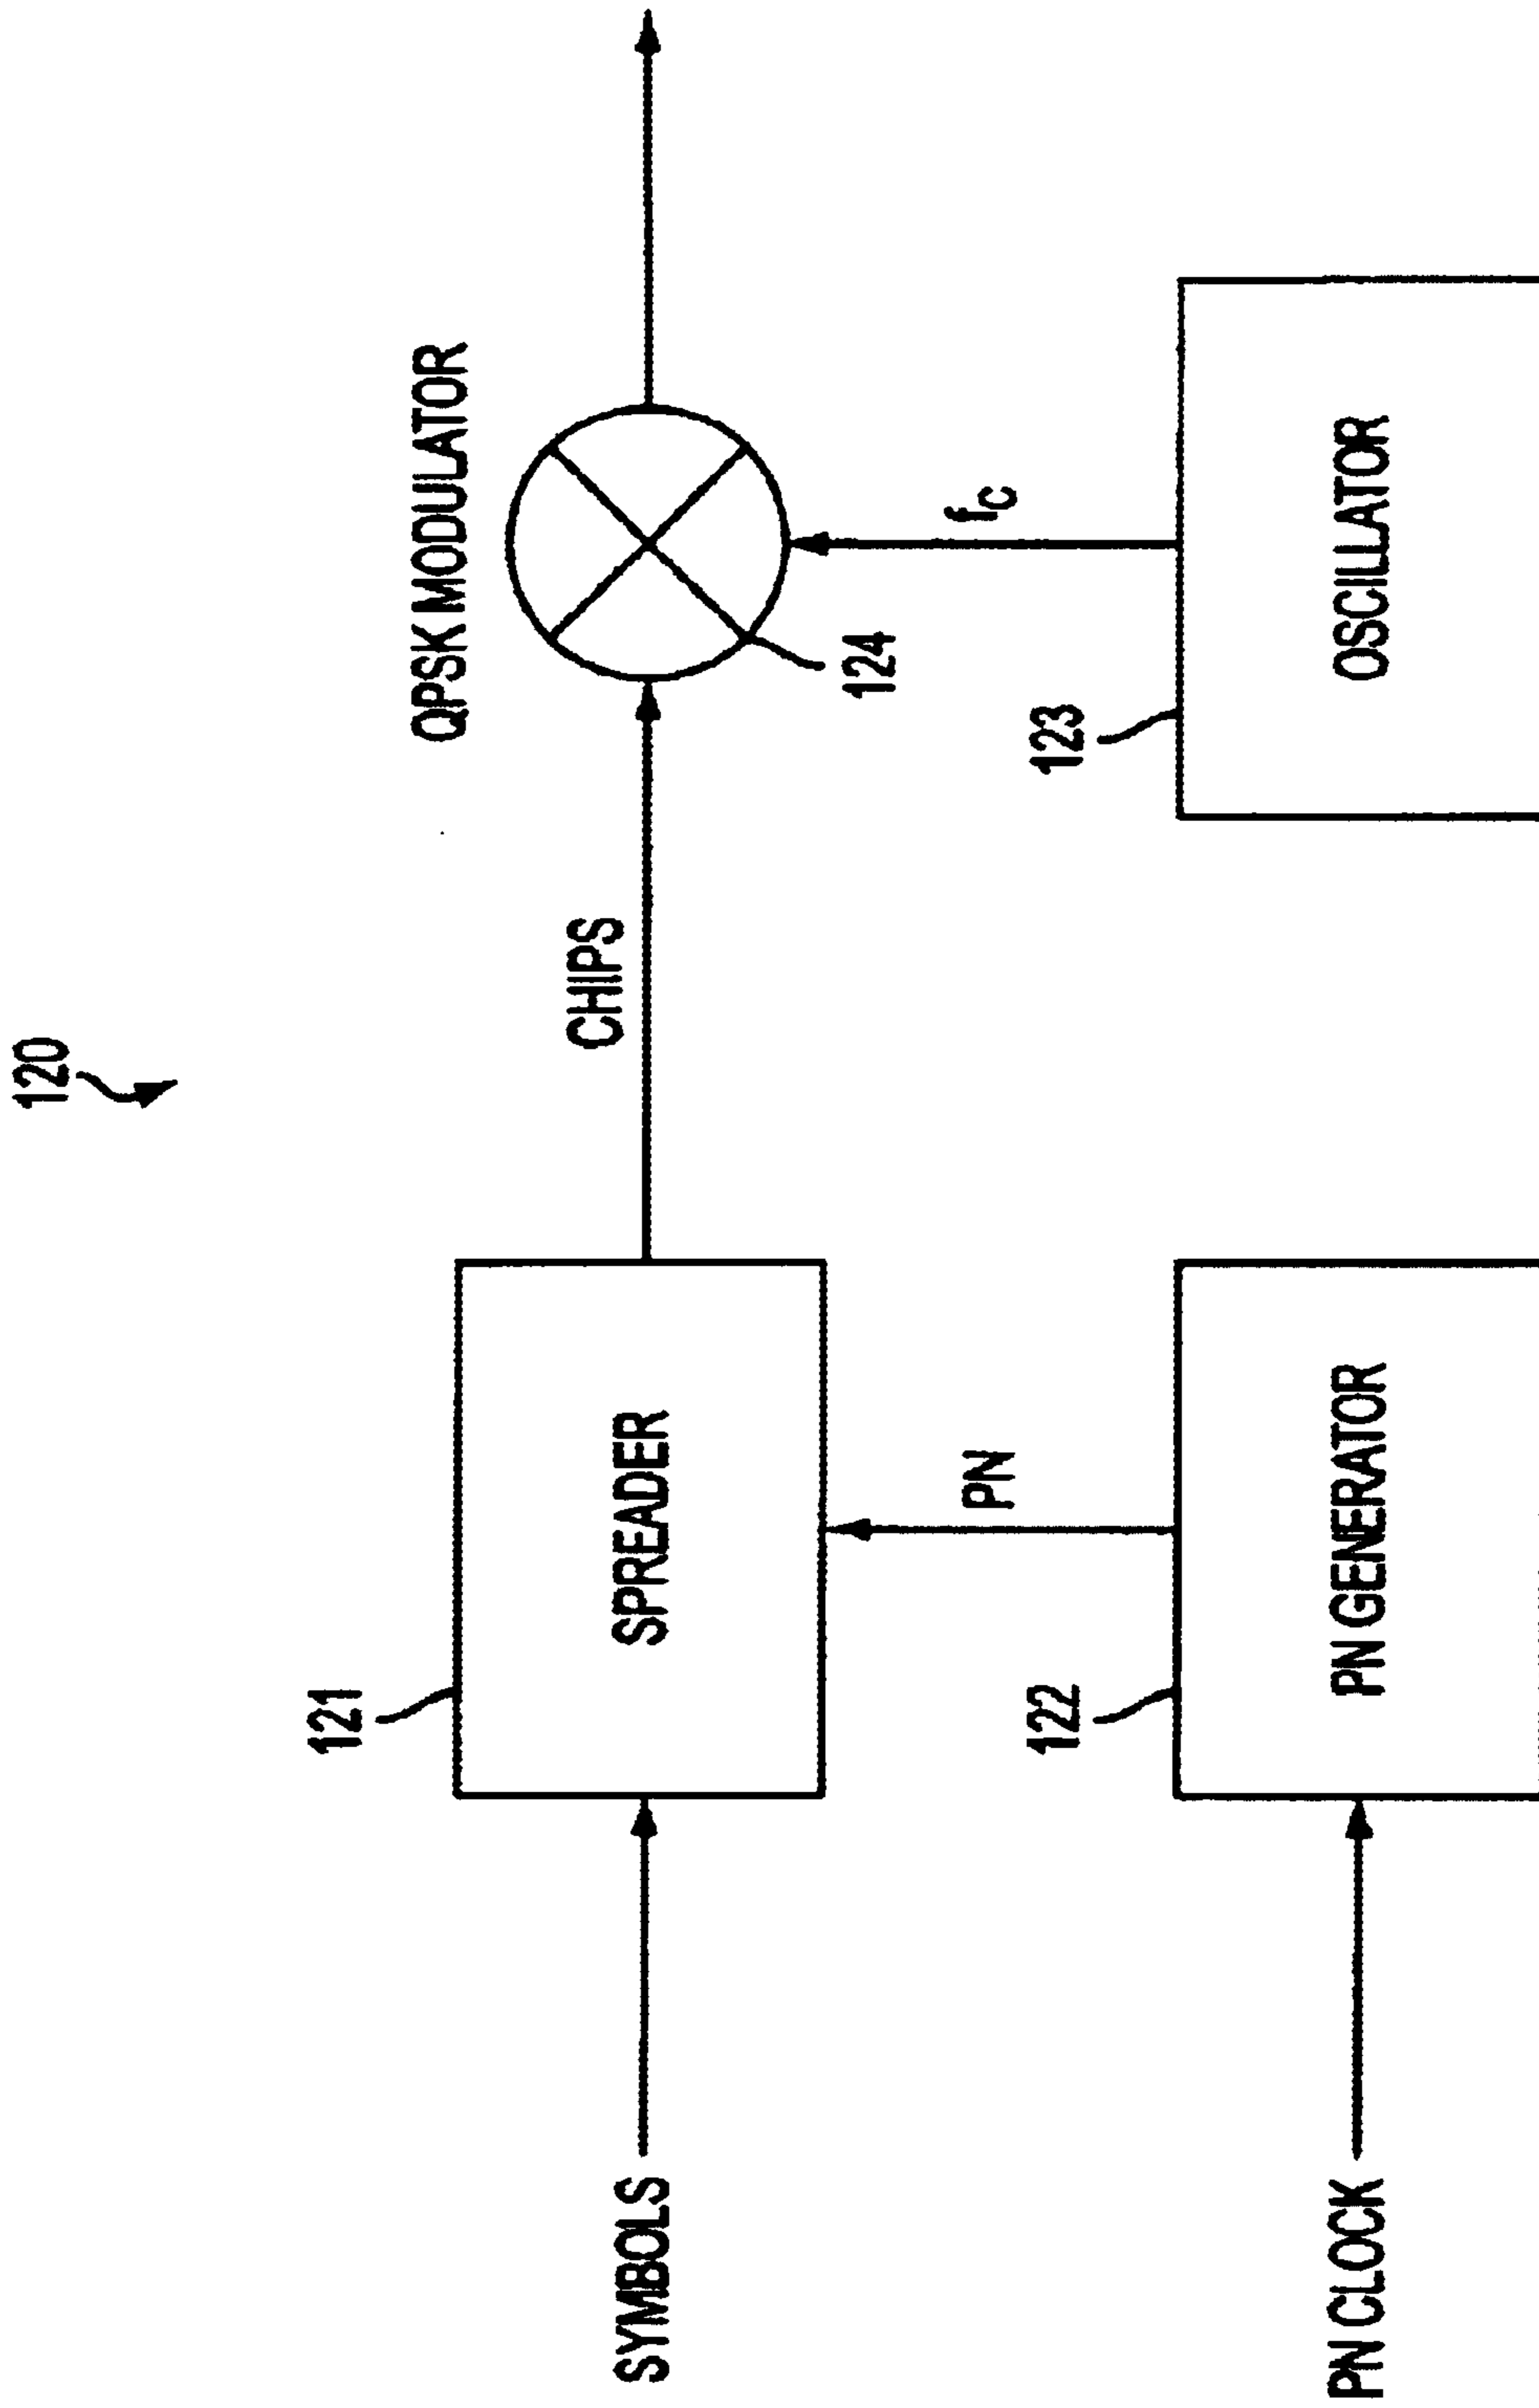 120
QPSK MODULATOR
121
SYMBOLS
SPREADER
CHIPS
124
PN
fC
122
123
PN CLOCK
PN GENERATOR
OSCILLATOR